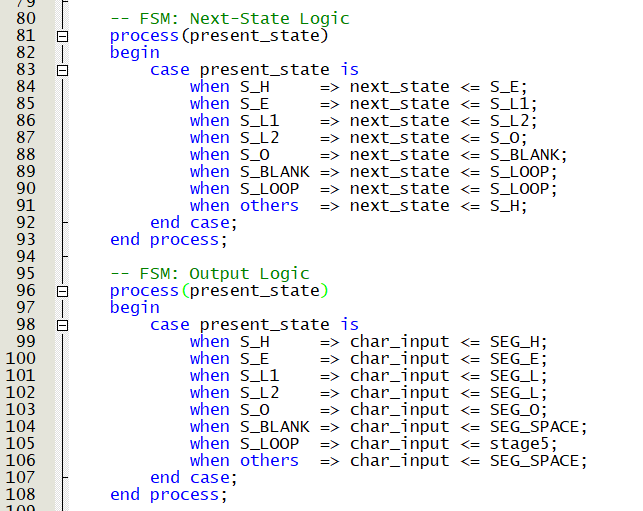 79
80 -- FSM: Next-State Logic
81 process(present_state)
82 begin
83 case present_state is
84 when S_H => next_state <= S_E;
85 when S_E => next_state <= S_L1;
86 when S_L1 => next_state <= S_L2;
87 when S_L2 => next_state <= S_O;
88 when S_O => next_state <= S_BLANK;
89 when S_BLANK => next_state <= S_LOOP;
90 when S_LOOP => next_state <= S_LOOP;
91 when others => next_state <= S_H;
92 end case;
93 end process;
94
95 -- FSM: Output Logic
96 process(present_state)
97 begin
98 case present_state is
99 when S_H => char_input <= SEG_H;
100 when S_E => char_input <= SEG_E;
101 when S_L1 => char_input <= SEG_L;
102 when S_L2 => char_input <= SEG_L;
103 when S_O => char_input <= SEG_O;
104 when S_BLANK => char_input <= SEG_SPACE;
105 when S_LOOP => char_input <= stage5;
106 when others => char_input <= SEG_SPACE;
107 end case;
108 end process;
109